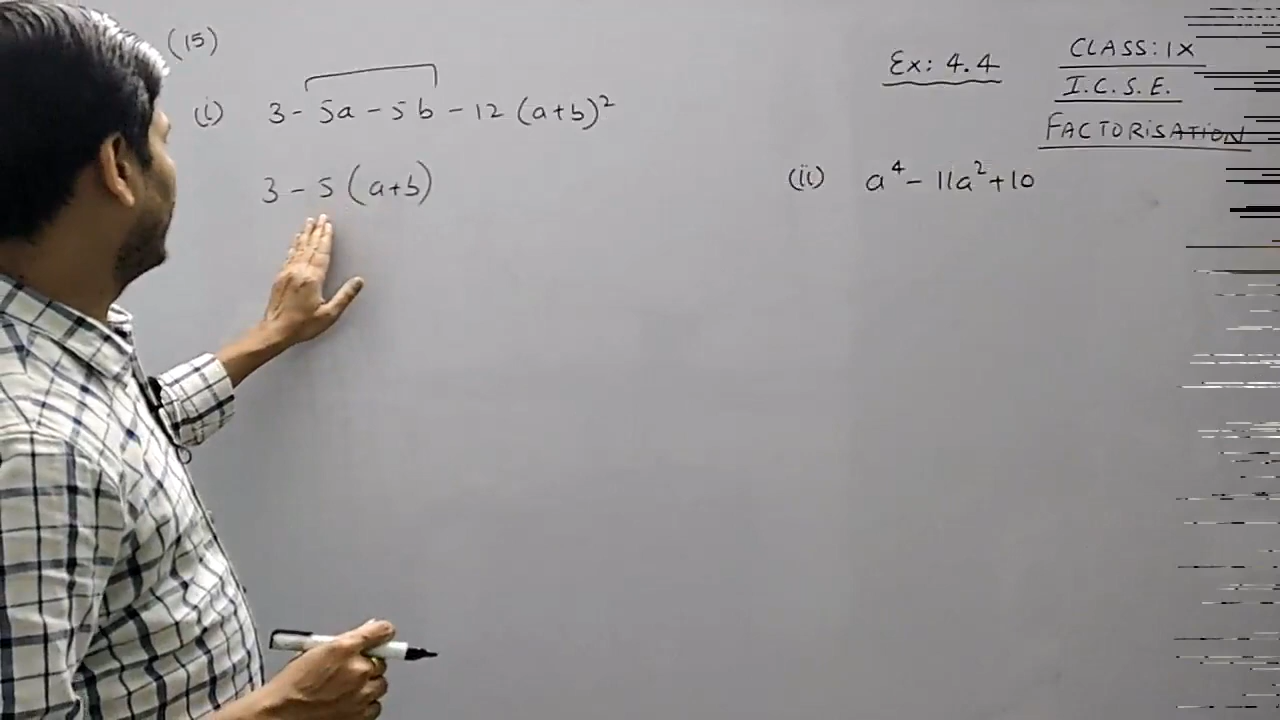 (15)
(i) 3 - 5a - 5b - 12 (a+b)²
3 - 5 (a+b)
Ex: 4.4
CLASS: IX
I.C.S.E.
FACTORISATION
(ii) a⁴ - 11a² + 10